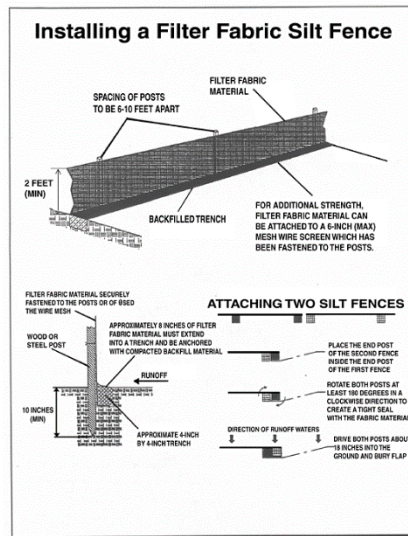 Installing a Filter Fabric Silt Fence
FILTER FABRIC
MATERIAL
SPACING OF POSTS
TO BE 6-10 FEET APART
2 FEET
(MIN)
BACKFILLED TRENCH
FOR ADDITIONAL STRENGTH,
FILTER FABRIC MATERIAL CAN
BE ATTACHED TO A 6-INCH (MAX)
MESH WIRE SCREEN WHICH HAS
BEEN FASTENED TO THE POSTS.
FILTER FABRIC MATERIAL SECURELY
FASTENED TO THE POSTS OR OF BSED
THE WIRE MESH
WOOD OR
STEEL POST
APPROXIMATELY 8 INCHES OF FILTER
FABRIC MATERIAL MUST EXTEND
INTO A TRENCH AND BE ANCHORED
WITH COMPACTED BACKFILL MATERIAL
RUNOFF
10 INCHES
(MIN)
APPROXIMATE 4-INCH
BY 4-INCH TRENCH
ATTACHING TWO SILT FENCES
PLACE THE END POST
OF THE SECOND FENCE
INSIDE THE END POST
OF THE FIRST FENCE
ROTATE BOTH POSTS AT
LEAST 180 DEGREES IN A
CLOCKWISE DIRECTION TO
CREATE A TIGHT SEAL
WITH THE FABRIC MATERIAL
DIRECTION OF RUNOFF WATERS
DRIVE BOTH POSTS ABOUT
18 INCHES INTO THE
GROUND AND BURY FLAP